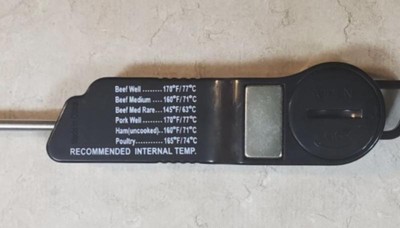 Beef Well ........170°F/77°C
Beef Medium ....160°F/71°C
Beef Med Rare...145°F/63°C
Pork Well ........170°F/77°C
Ham(uncooked)...160°F/71°C
Poultry...........165°F/74°C
RECOMMENDED INTERNAL TEMP.